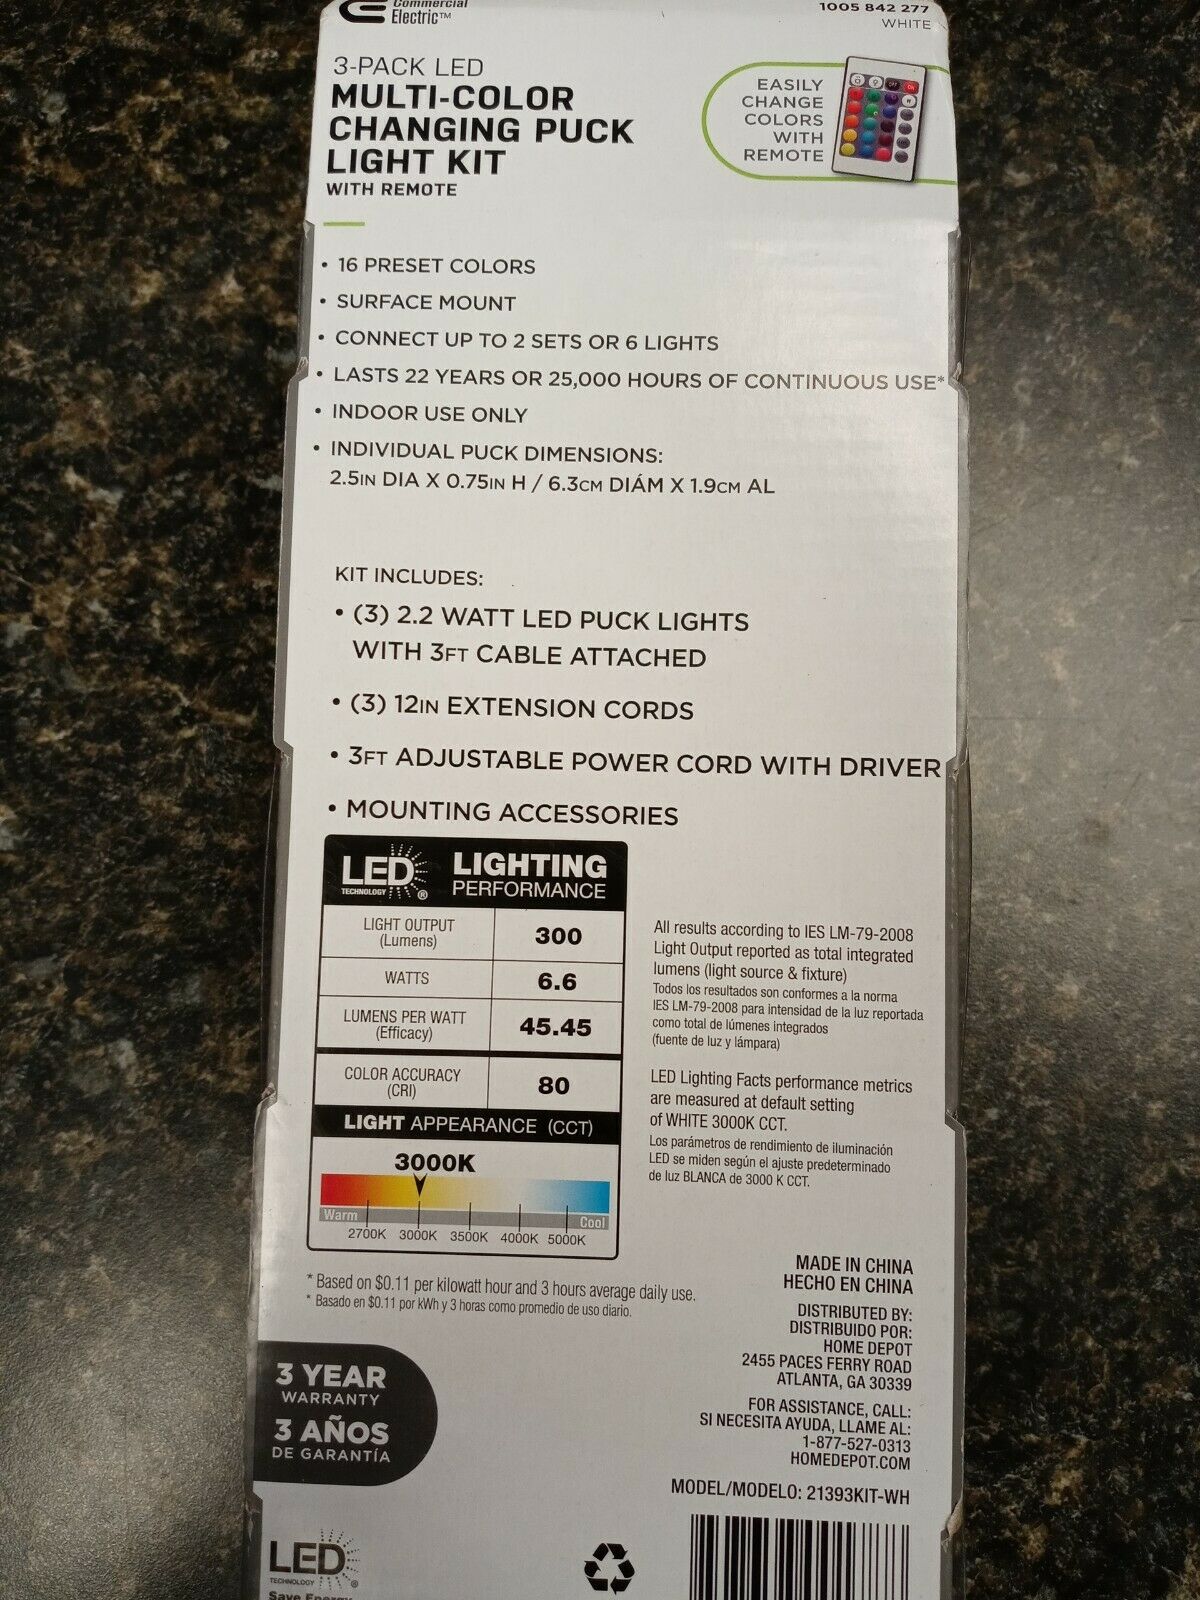 Commercial
Electric™
1005 842 277
WHITE
3-PACK LED
MULTI-COLOR
CHANGING PUCK
LIGHT KIT
WITH REMOTE
EASILY
CHANGE
COLORS
WITH
REMOTE
OFF ON
• 16 PRESET COLORS
• SURFACE MOUNT
• CONNECT UP TO 2 SETS OR 6 LIGHTS
• LASTS 22 YEARS OR 25,000 HOURS OF CONTINUOUS USE*
• INDOOR USE ONLY
• INDIVIDUAL PUCK DIMENSIONS:
2.5IN DIA X 0.75IN H / 6.3CM DIÁM X 1.9CM AL
KIT INCLUDES:
• (3) 2.2 WATT LED PUCK LIGHTS
WITH 3FT CABLE ATTACHED
• (3) 12IN EXTENSION CORDS
• 3FT ADJUSTABLE POWER CORD WITH DRIVER
• MOUNTING ACCESSORIES
LED
TECHNOLOGY ®
LIGHTING
PERFORMANCE
LIGHT OUTPUT
(Lumens)
300
WATTS
6.6
LUMENS PER WATT
(Efficacy)
45.45
COLOR ACCURACY
(CRI)
80
LIGHT APPEARANCE (CCT)
3000K
Warm
Cool
2700K 3000K 3500K 4000K 5000K
All results according to IES LM-79-2008
Light Output reported as total integrated
lumens (light source & fixture)
Todos los resultados son conformes a la norma
IES LM-79-2008 para intensidad de la luz reportada
como total de lúmenes integrados
(fuente de luz y lámpara)
LED Lighting Facts performance metrics
are measured at default setting
of WHITE 3000K CCT.
Los parámetros de rendimiento de iluminación
LED se miden según el ajuste predeterminado
de luz BLANCA de 3000 K CCT.
* Based on $0.11 per kilowatt hour and 3 hours average daily use.
* Basado en $0.11 por kWh y 3 horas como promedio de uso diario.
MADE IN CHINA
HECHO EN CHINA
DISTRIBUTED BY:
DISTRIBUIDO POR:
HOME DEPOT
2455 PACES FERRY ROAD
ATLANTA, GA 30339
FOR ASSISTANCE, CALL:
SI NECESITA AYUDA, LLAME AL:
1-877-527-0313
HOMEDEPOT.COM
MODEL/MODELO: 21393KIT-WH
3 YEAR
WARRANTY
3 AÑOS
DE GARANTÍA
LED
TECHNOLOGY ®
Save Energy